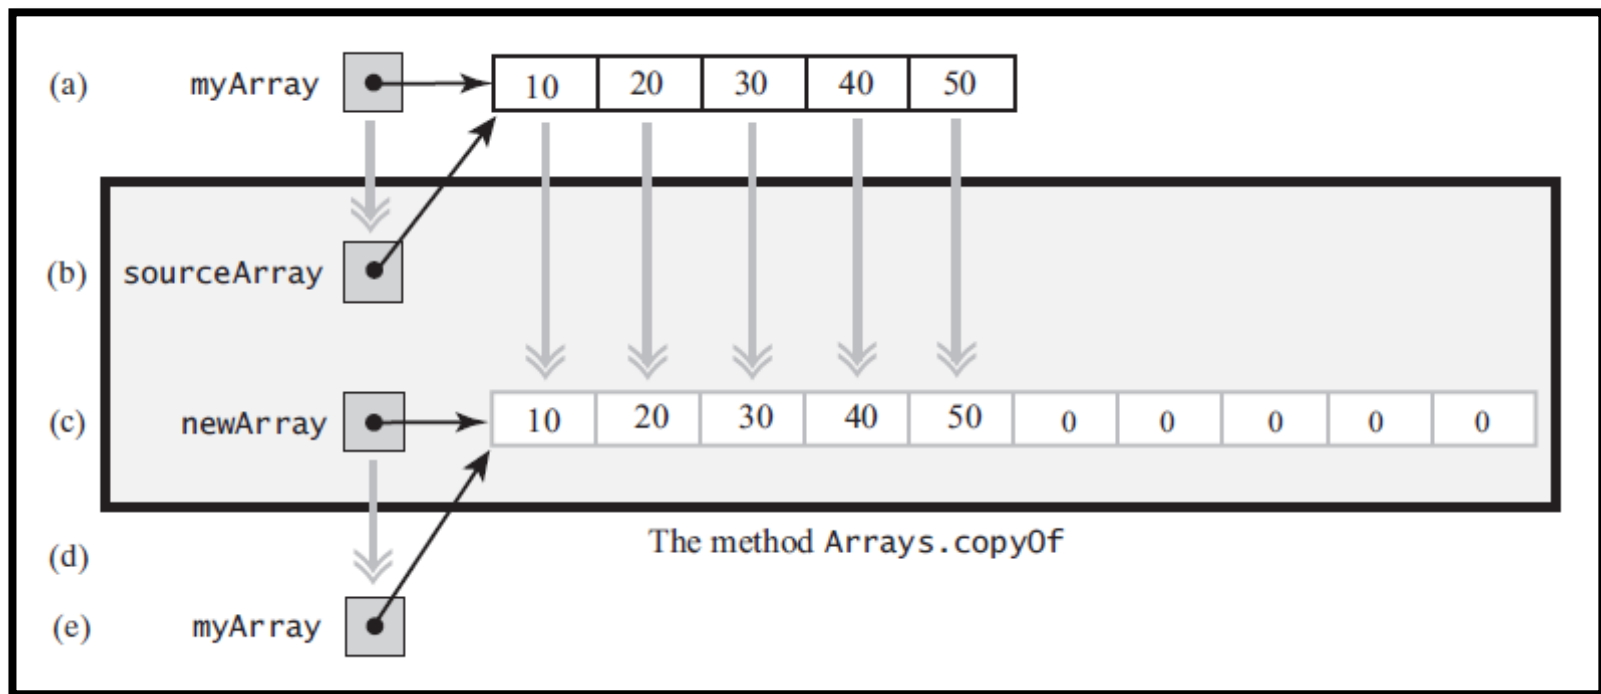 (a) myArray 10 20 30 40 50
(b) sourceArray
(c) newArray 10 20 30 40 50 0 0 0 0 0
The method Arrays.copyOf
(d)
(e) myArray